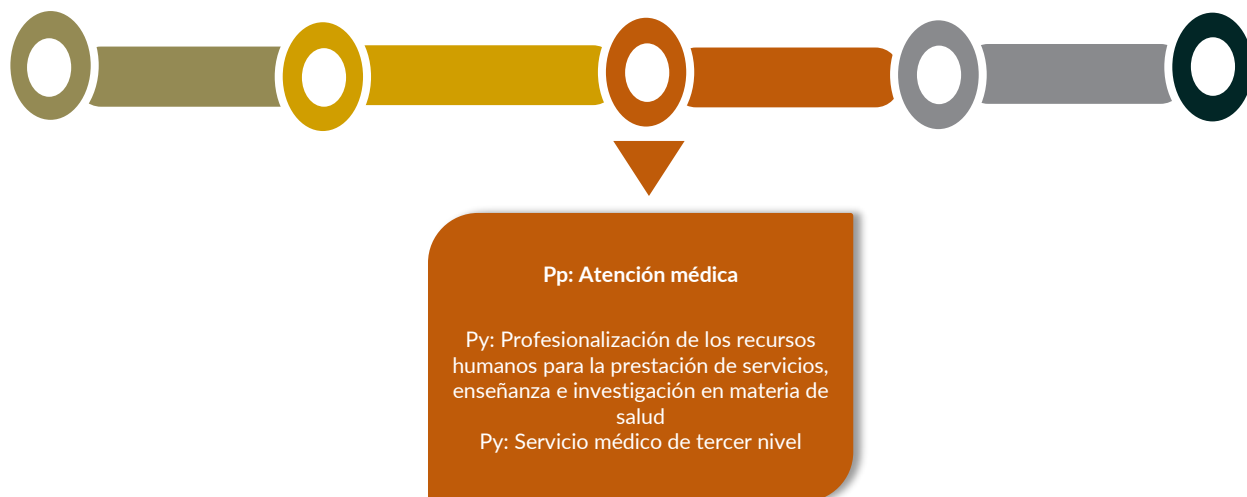 Pp: Atención médica
Py: Profesionalización de los recursos
humanos para la prestación de servicios,
enseñanza e investigación en materia de
salud
Py: Servicio médico de tercer nivel